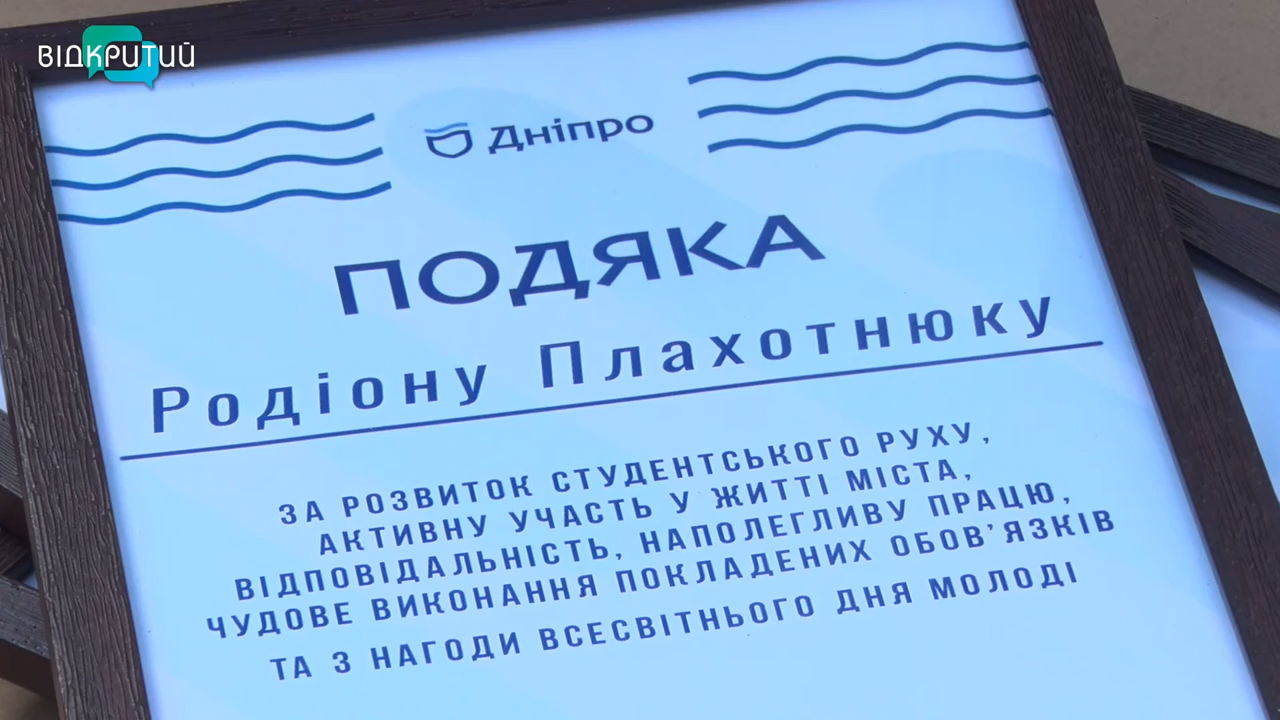 ВІДКРИТИЙ
Дніпро
ПОДЯКА
Родіону Плахотнюку
ЗА РОЗВИТОК СТУДЕНТСЬКОГО РУХУ,
АКТИВНУ УЧАСТЬ У ЖИТТІ МІСТА,
ВІДПОВІДАЛЬНІСТЬ, НАПОЛЕГЛИВУ ПРАЦЮ,
ЧУДОВЕ ВИКОНАННЯ ПОКЛАДЕНИХ ОБОВ’ЯЗКІВ
ТА З НАГОДИ ВСЕСВІТНЬОГО ДНЯ МОЛОДІ